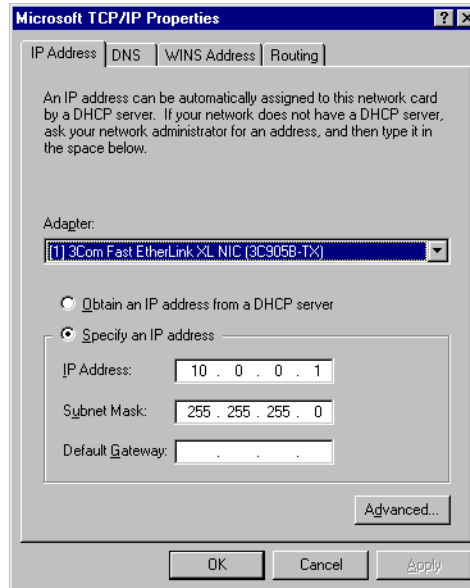 Microsoft TCP/IP Properties
IP Address DNS WINS Address Routing
An IP address can be automatically assigned to this network card
by a DHCP server. If your network does not have a DHCP server,
ask your network administrator for an address, and then type it in
the space below.
Adapter:
[1] 3Com Fast EtherLink XL NIC (3C905B-TX)
Obtain an IP address from a DHCP server
Specify an IP address
IP Address: 10 . 0 . 0 . 1
Subnet Mask: 255 . 255 . 255 . 0
Default Gateway: . . .
Advanced...
OK Cancel Apply